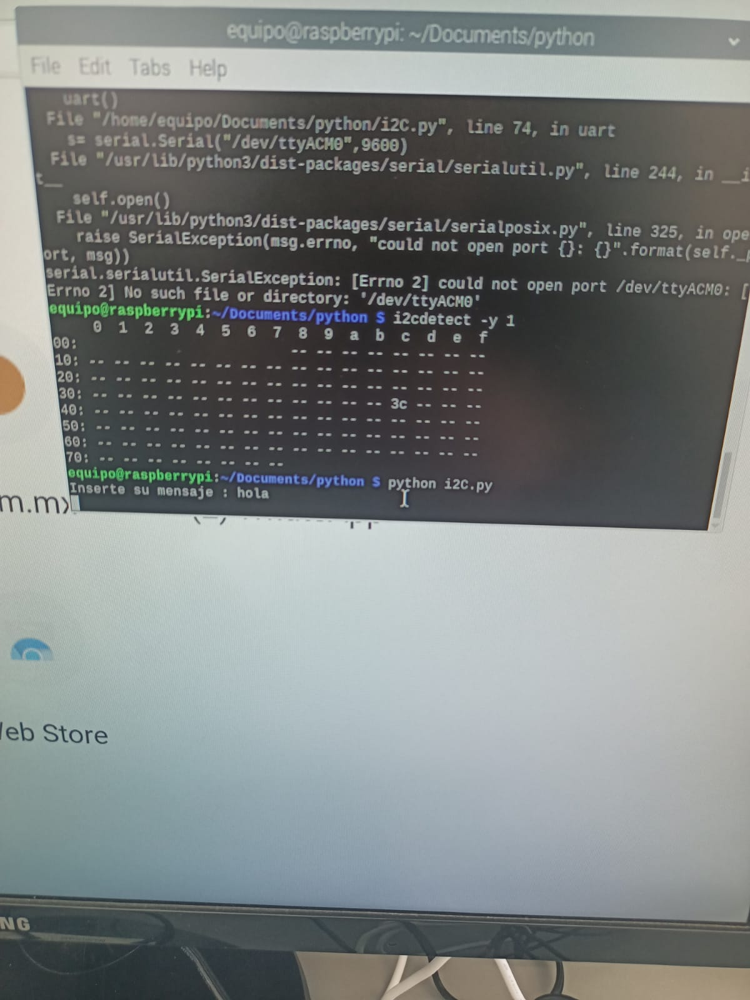 equipo@raspberrypi: ~/Documents/python
File Edit Tabs Help
uart()
File "/home/equipo/Documents/python/i2C.py", line 74, in uart
s= serial.Serial("/dev/ttyACM0",9600)
File "/usr/lib/python3/dist-packages/serial/serialutil.py", line 244, in __i
t__
self.open()
File "/usr/lib/python3/dist-packages/serial/serialposix.py", line 325, in ope
raise SerialException(msg.errno, "could not open port {}: {}".format(self._p
ort, msg))
serial.serialutil.SerialException: [Errno 2] could not open port /dev/ttyACM0: [
Errno 2] No such file or directory: '/dev/ttyACM0'
equipo@raspberrypi:~/Documents/python $ i2cdetect -y 1
0 1 2 3 4 5 6 7 8 9 a b c d e f
00: -- -- -- -- -- -- -- --
10: -- -- -- -- -- -- -- -- -- -- -- -- -- -- -- --
20: -- -- -- -- -- -- -- -- -- -- -- -- -- -- -- --
30: -- -- -- -- -- -- -- -- -- -- -- -- 3c -- -- --
40: -- -- -- -- -- -- -- -- -- -- -- -- -- -- -- --
50: -- -- -- -- -- -- -- -- -- -- -- -- -- -- -- --
60: -- -- -- -- -- -- -- -- -- -- -- -- -- -- -- --
70: -- -- -- -- -- -- -- --
equipo@raspberrypi:~/Documents/python $ python i2C.py
Inserte su mensaje : hola
m.mx
Web Store
NG